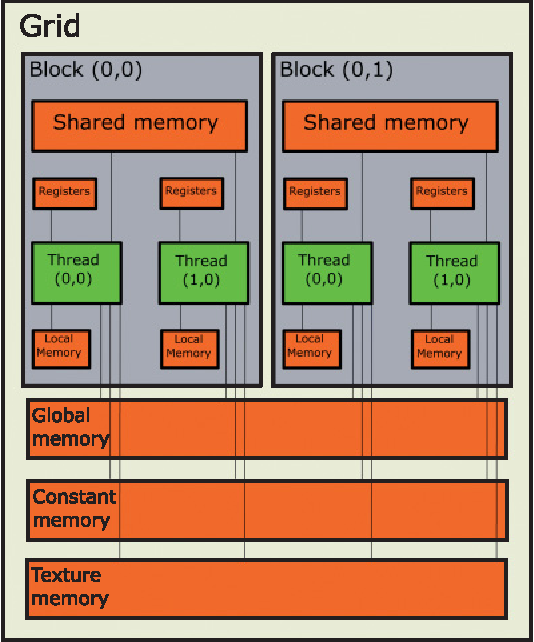 Grid
Block (0,0)
Shared memory
Registers
Registers
Thread
(0,0)
Thread
(1,0)
Local
Memory
Local
Memory
Block (0,1)
Shared memory
Registers
Registers
Thread
(0,0)
Thread
(1,0)
Local
Memory
Local
Memory
Global
memory
Constant
memory
Texture
memory